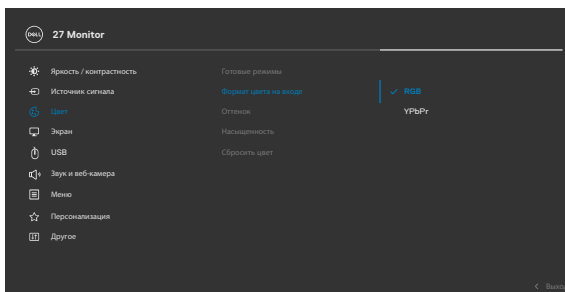 DELL 27 Monitor
Яркость / контрастность
Готовые режимы
Источник сигнала
Формат цвета на входе
RGB
Цвет
Оттенок
YPbPr
Экран
Насыщенность
USB
Сбросить цвет
Звук и веб-камера
Меню
Персонализация
Другое
Выход